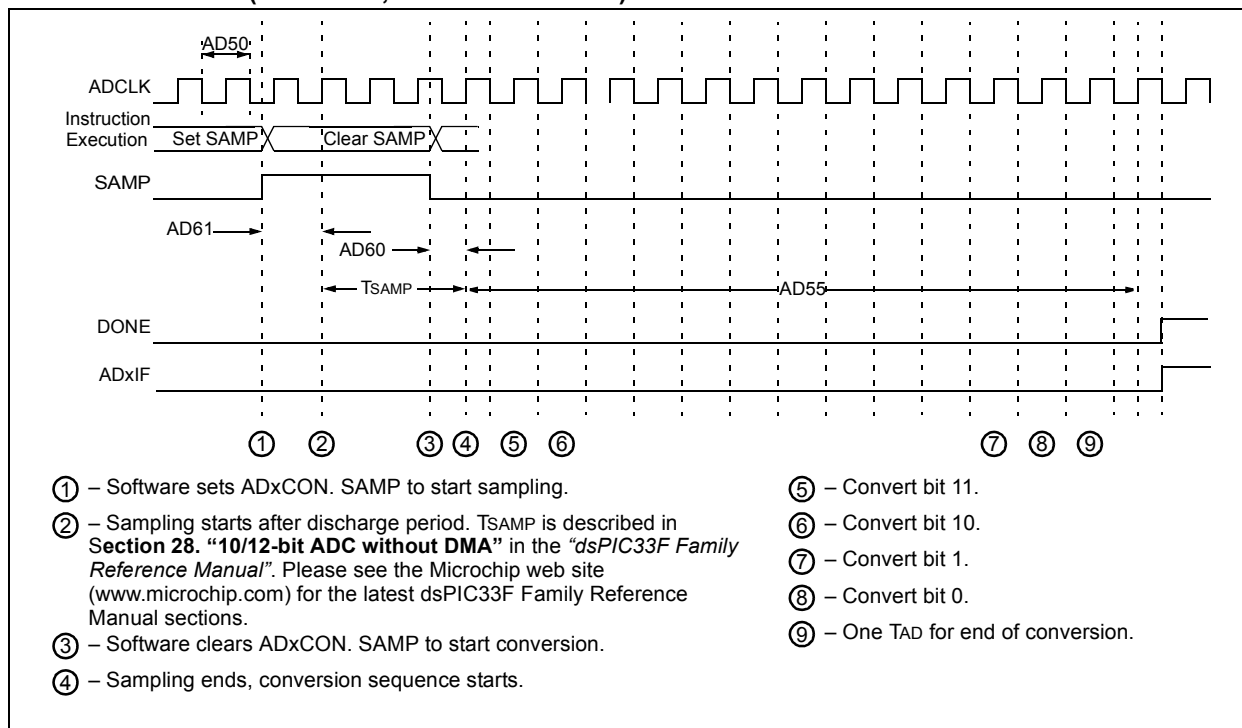 AD50
ADCLK
Instruction
Execution
Set SAMP
Clear SAMP
SAMP
AD61
AD60
TSAMP
AD55
DONE
ADxIF
① ② ③ ④ ⑤ ⑥ ⑦ ⑧ ⑨
① – Software sets ADxCON. SAMP to start sampling.
② – Sampling starts after discharge period. TSAMP is described in
Section 28. “10/12-bit ADC without DMA” in the “dsPIC33F Family
Reference Manual”. Please see the Microchip web site
(www.microchip.com) for the latest dsPIC33F Family Reference
Manual sections.
③ – Software clears ADxCON. SAMP to start conversion.
④ – Sampling ends, conversion sequence starts.
⑤ – Convert bit 11.
⑥ – Convert bit 10.
⑦ – Convert bit 1.
⑧ – Convert bit 0.
⑨ – One TAD for end of conversion.